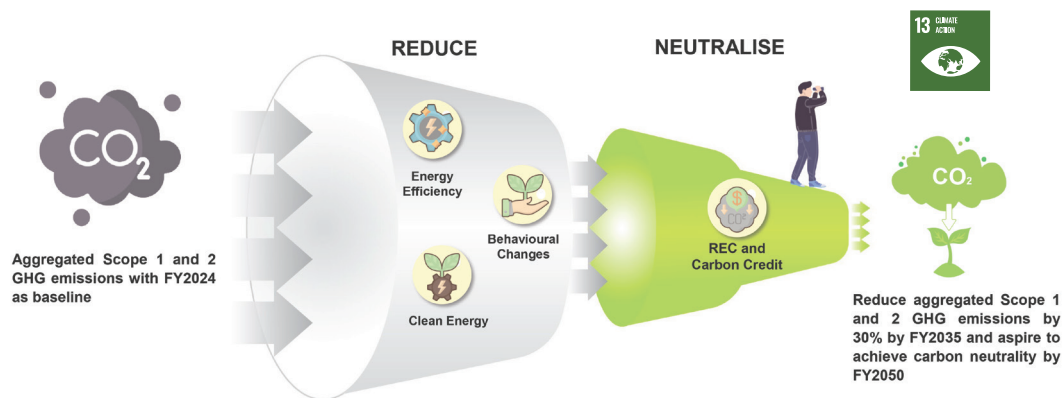 CO2
Aggregated Scope 1 and 2
GHG emissions with FY2024
as baseline
REDUCE
Energy
Efficiency
Behavioural
Changes
Clean Energy
NEUTRALISE
CO2
REC and
Carbon Credit
13 CLIMATE
ACTION
CO2
Reduce aggregated Scope 1
and 2 GHG emissions by
30% by FY2035 and aspire to
achieve carbon neutrality by
FY2050